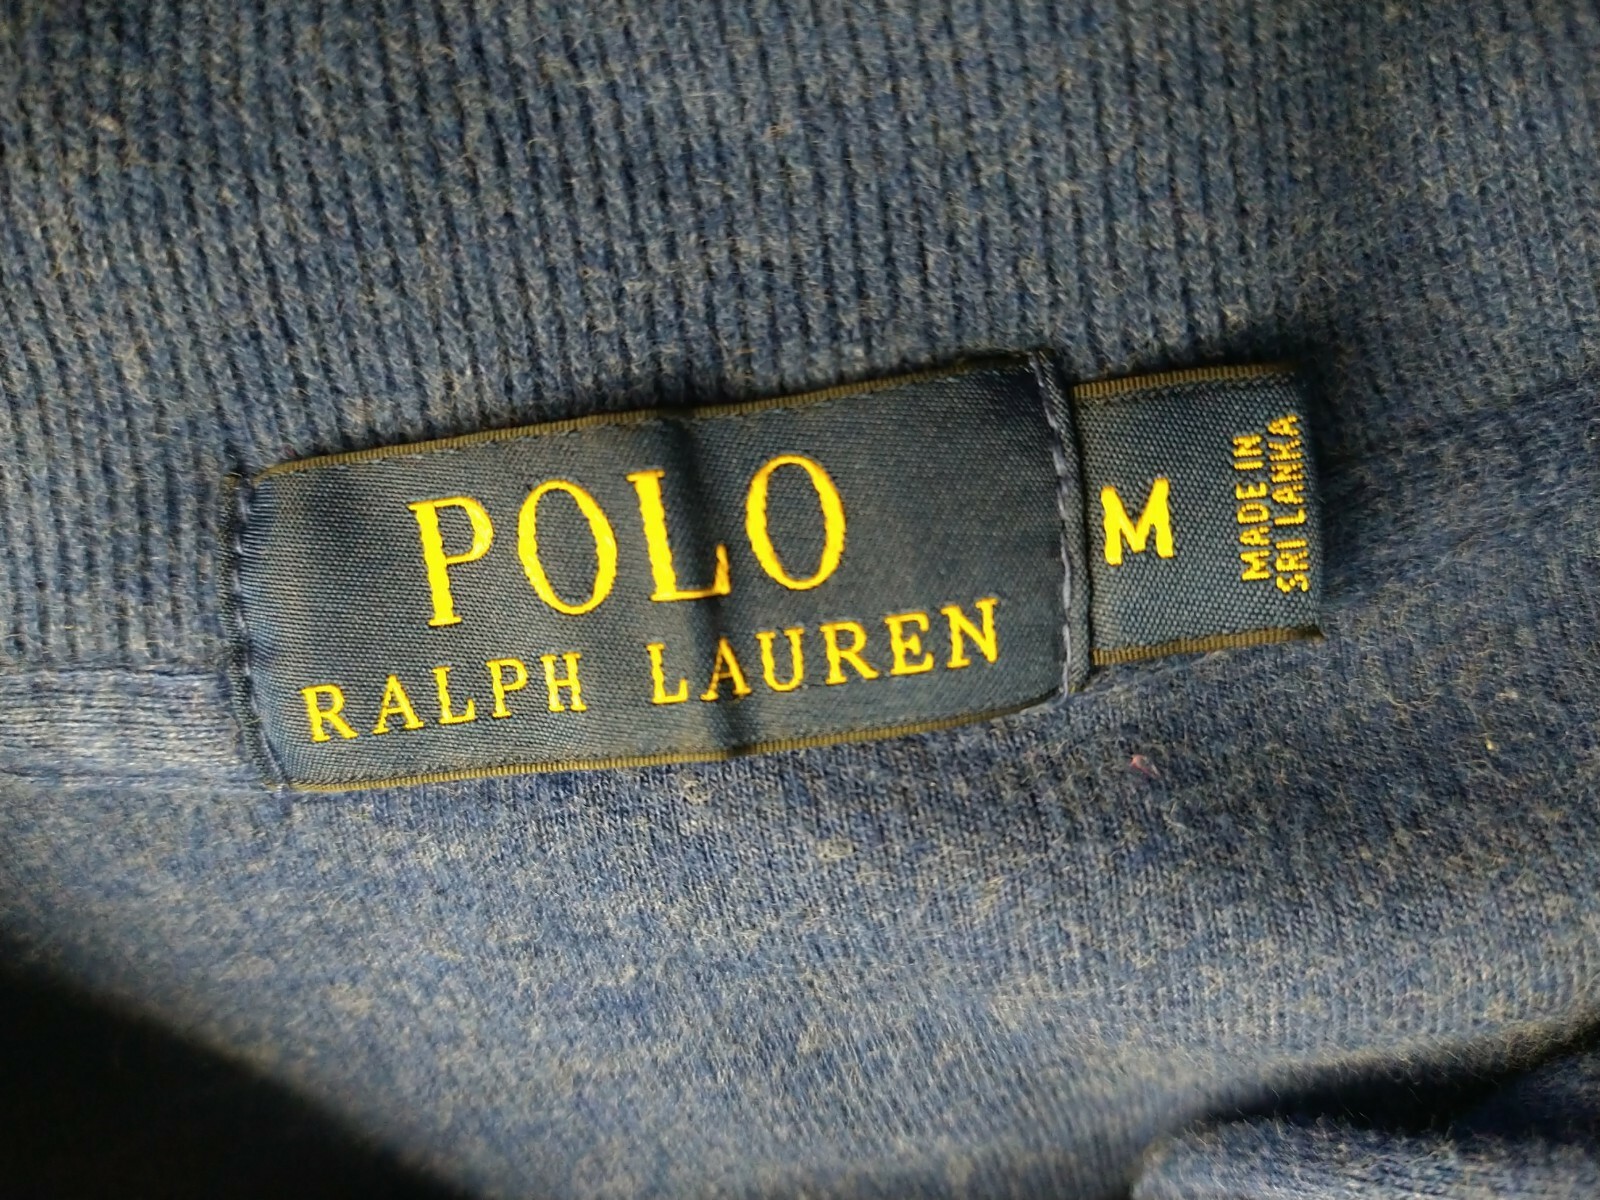 POLO
RALPH LAUREN
M
MADE IN
SRI LANKA